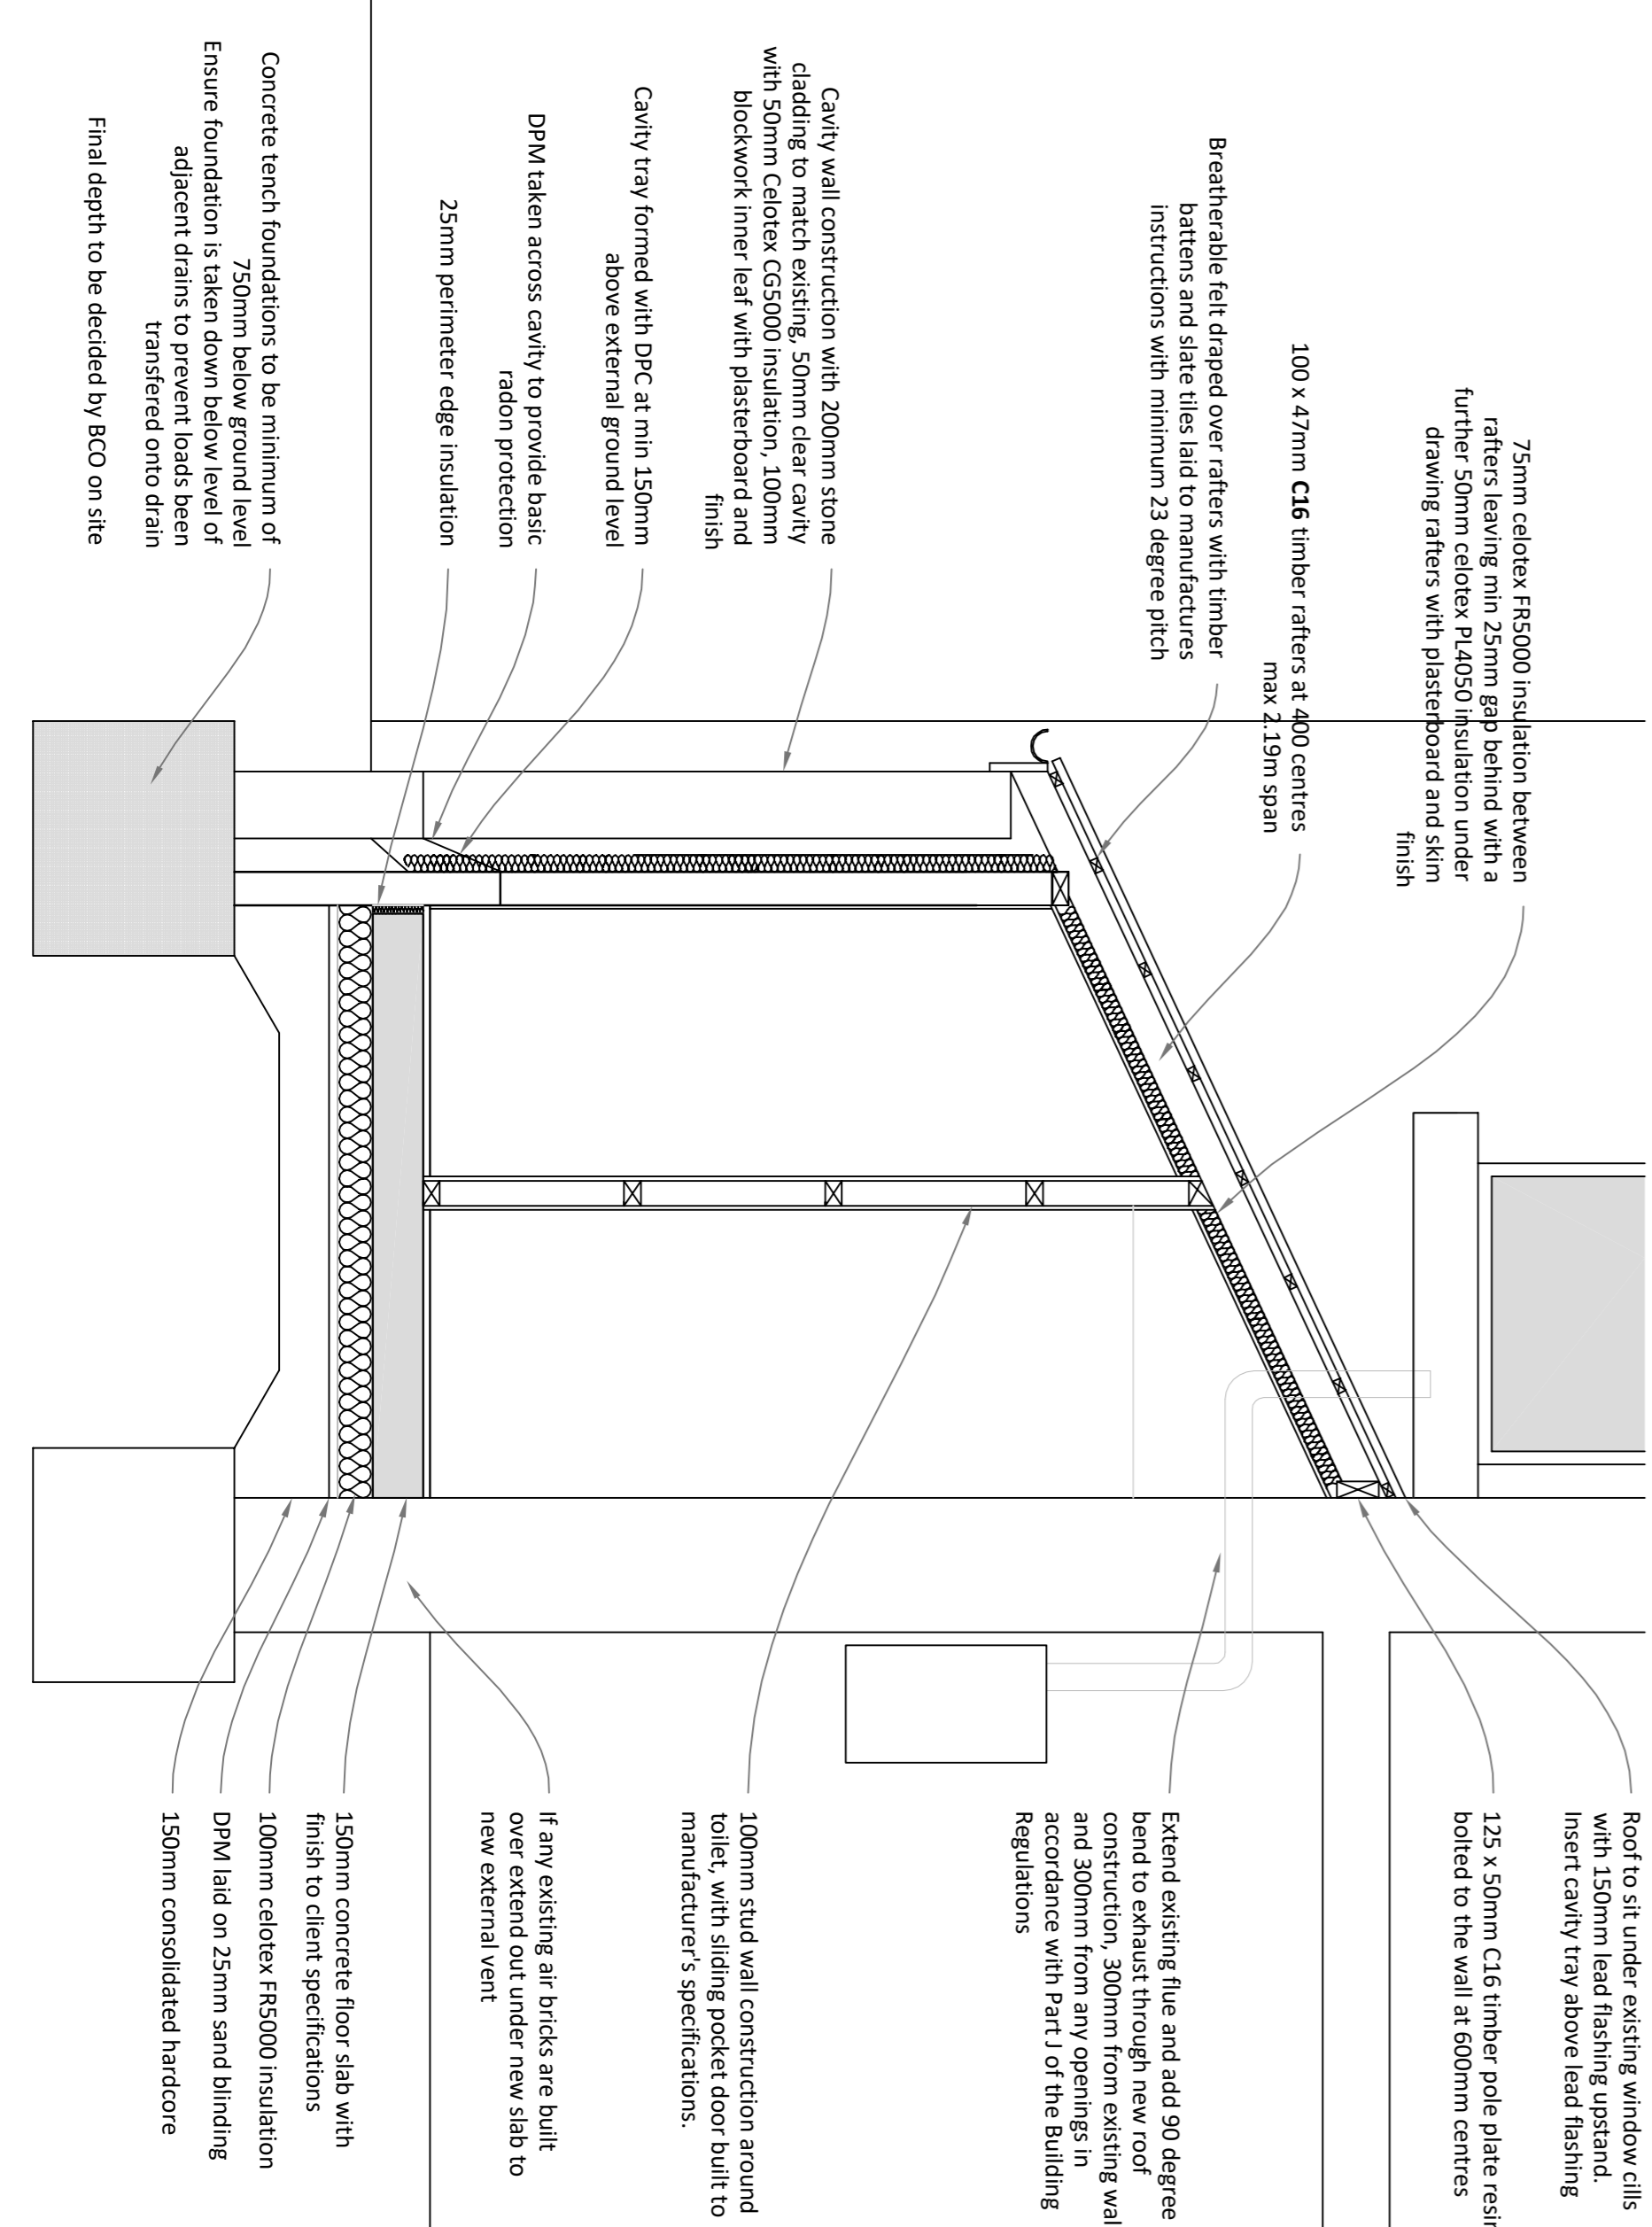 75mm celotex FR5000 insulation between
rafters leaving min 25mm gap behind with a
further 50mm celotex PL4050 insulation under
drawing rafters with plasterboard and skim
finish
100 x 47mm C16 timber rafters at 400 centres
max 2.19m span
Breatherable felt draped over rafters with timber
battens and slate tiles laid to manufactures
instructions with minimum 23 degree pitch
Cavity wall construction with 200mm stone
cladding to match existing, 50mm clear cavity
with 50mm Celotex CG5000 insulation, 100mm
blockwork inner leaf with plasterboard and
finish
Cavity tray formed with DPC at min 150mm
above external ground level
DPM taken across cavity to provide basic
radon protection
25mm perimeter edge insulation
Concrete tench foundations to be minimum of
750mm below ground level
Ensure foundation is taken down below level of
adjacent drains to prevent loads been
transfered onto drain
Final depth to be decided by BCO on site
Roof to sit under existing window cills
with 150mm lead flashing upstand.
Insert cavity tray above lead flashing
125 x 50mm C16 timber pole plate resin
bolted to the wall at 600mm centres
Extend existing flue and add 90 degree
bend to exhaust through new roof
construction, 300mm from existing wal
and 300mm from any openings in
accordance with Part J of the Building
Regulations
100mm stud wall construction around
toilet, with sliding pocket door built to
manufacturer's specifications.
If any existing air bricks are built
over extend out under new slab to
new external vent
150mm concrete floor slab with
finish to client specifications
100mm celotex FR5000 insulation
DPM laid on 25mm sand blinding
150mm consolidated hardcore